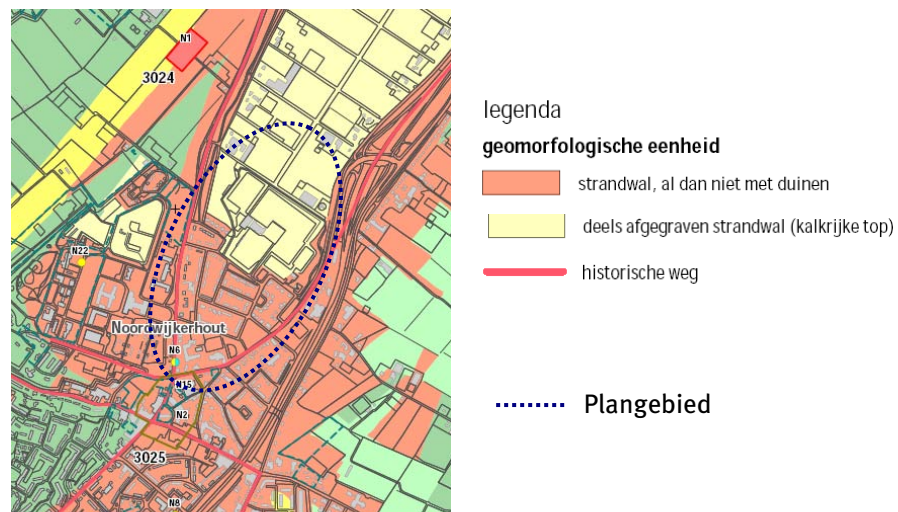 N1
3024
N22
Noordwijkerhout
N6
N15
N2
3025
N8
legenda
geomorfologische eenheid
strandwal, al dan niet met duinen
deels afgegraven strandwal (kalkrijke top)
historische weg
Plangebied